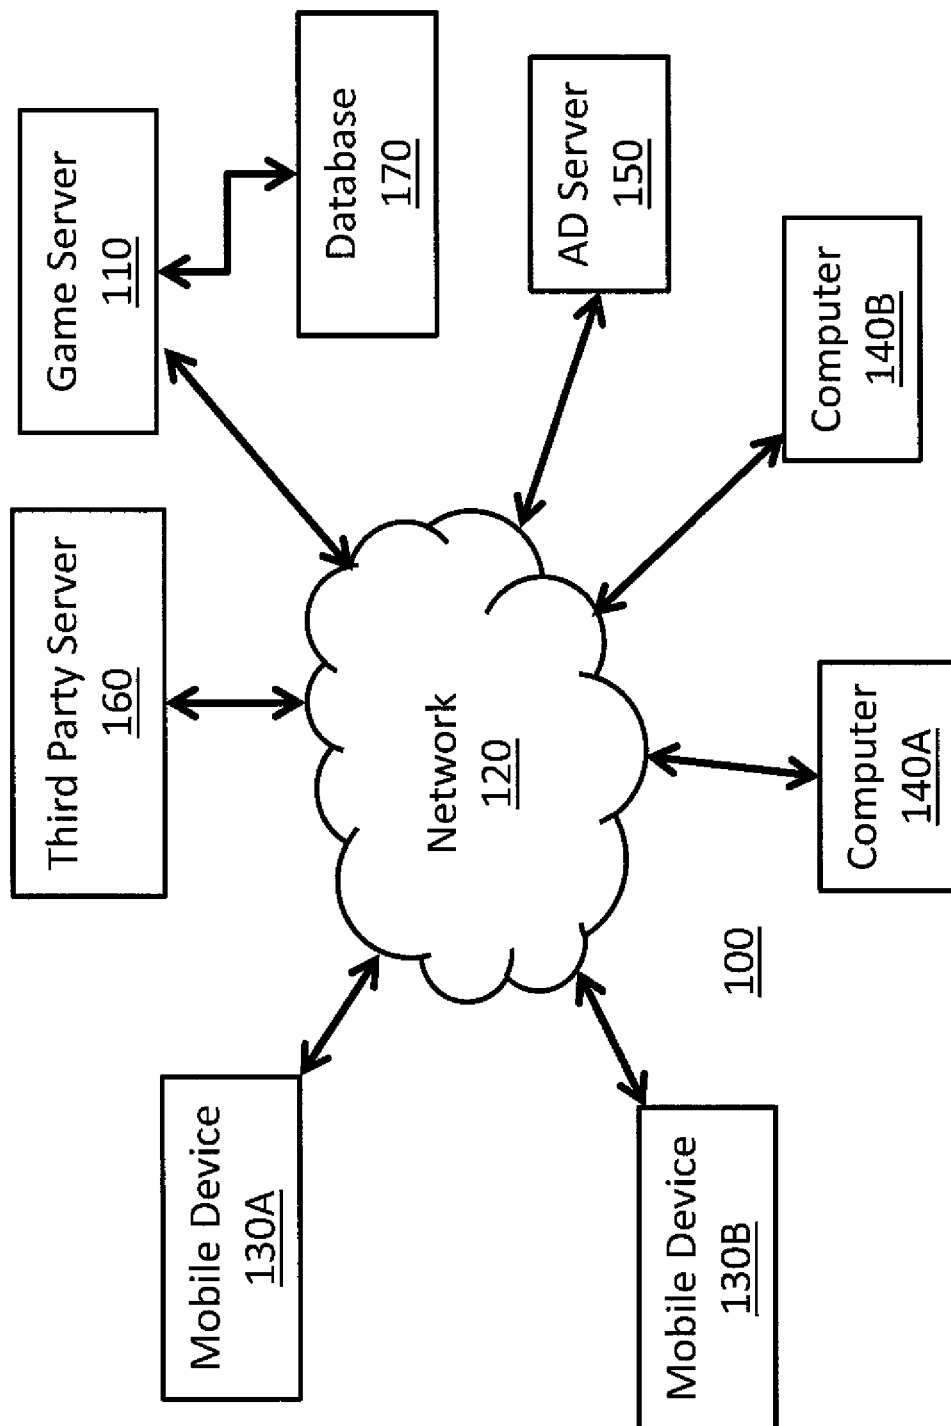 Third Party Server
160
Game Server
110
Mobile Device
130A
Database
170
Network
120
AD Server
150
Mobile Device
130B
100
Computer
140A
Computer
140B